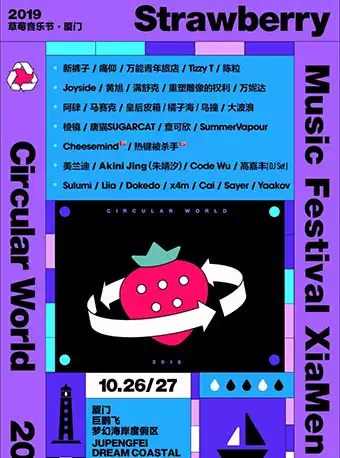 2019
草莓音乐节·厦门
Strawberry
Music Festival XiaMen
Circular World
20
新裤子 / 痛仰 / 万能青年旅店 / Tizzy T / 陈粒
Joyside / 黄旭 / 满舒克 / 重塑雕像的权利 / 万妮达
阿肆 / 马赛克 / 皇后皮箱 / 橘子海 / 鸟撞 / 大波浪
棱镜 / 唐猫SUGARCAT / 查可欣 / SummerVapour
Cheesemind / 热键被杀手
美兰迪 / Akini Jing (朱婧汐) / Code Wu / 高嘉丰[DJ Set]
Sulumi / Liia / Dokedo / x4m / Cai / Sayer / Yaakov
CIRCULAR WORLD
2019
10.26/27
厦门
巨鹏飞
梦幻海岸度假区
JUPENGFEI
DREAM COASTAL